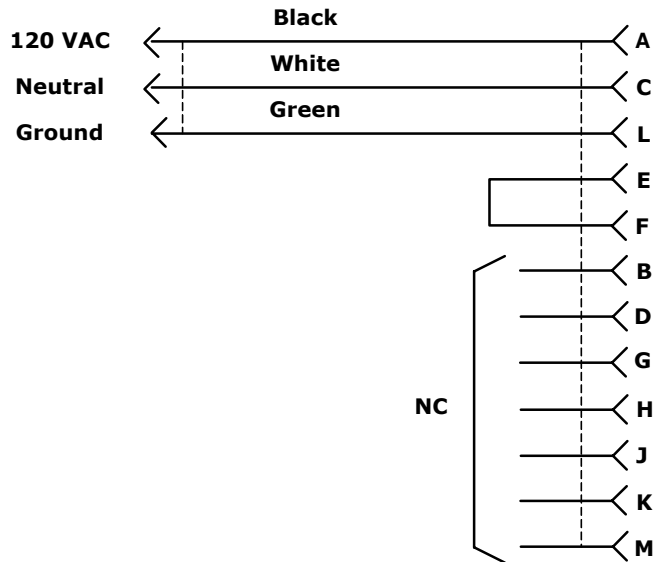 Black
120 VAC A
White
Neutral C
Green
Ground L
E
F
B
D
G
NC H
J
K
M